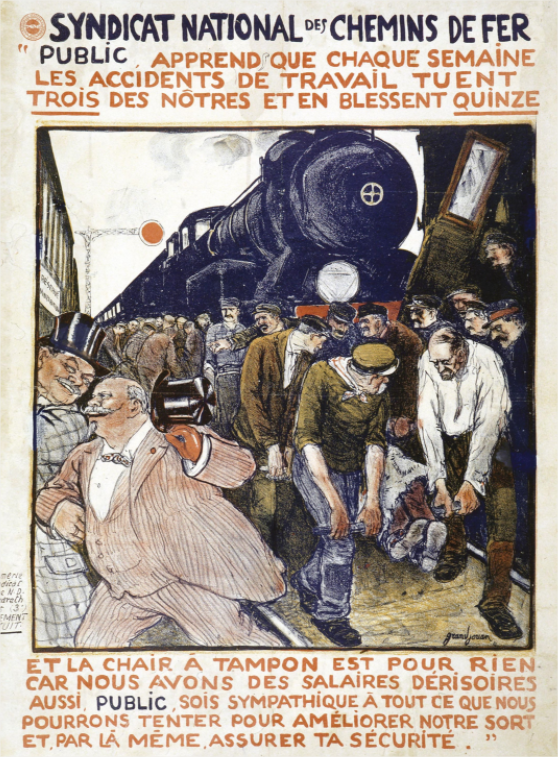 SYNDICAT NATIONAL DES CHEMINS DE FER
" PUBLIC, APPREND QUE CHAQUE SEMAINE
LES ACCIDENTS DE TRAVAIL TUENT
TROIS DES NÔTRES ET EN BLESSENT QUINZE
grandjouan
ET LA CHAIR À TAMPON EST POUR RIEN
CAR NOUS AVONS DES SALAIRES DÉRISOIRES
AUSSI, PUBLIC, SOIS SYMPATHIQUE À TOUT CE QUE NOUS
POURRONS TENTER POUR AMÉLIORER NOTRE SORT
ET, PAR LÀ MÊME, ASSURER TA SÉCURITÉ. "